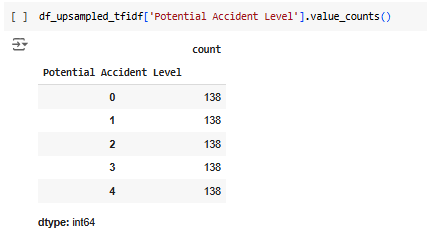 [ ] df_upsampled_tfidf['Potential Accident Level'].value_counts()
count
Potential Accident Level
0 138
1 138
2 138
3 138
4 138
dtype: int64